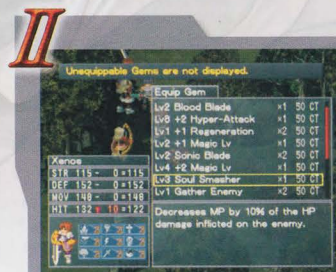 II
Unequippable Gems are not displayed.
Equip Gem
Lv2 Blood Blade ×1 50 CT
Lv8 +2 Hyper-Attack ×1 50 CT
Lv1 +1 Regeneration ×2 50 CT
Lv2 +1 Magic Lv ×1 50 CT
Lv2 Sonic Blade ×2 50 CT
Lv4 +2 Magic Lv ×1 50 CT
Lv3 Soul Smasher ×1 50 CT
Lv1 Gather Enemy ×2 50 CT
Xenos
STR 115- 0=115
DEF 152- 0=152
MOV 148- 0=148
HIT 132- 10=122
Decreases MP by 10% of the HP
damage inflicted on the enemy.